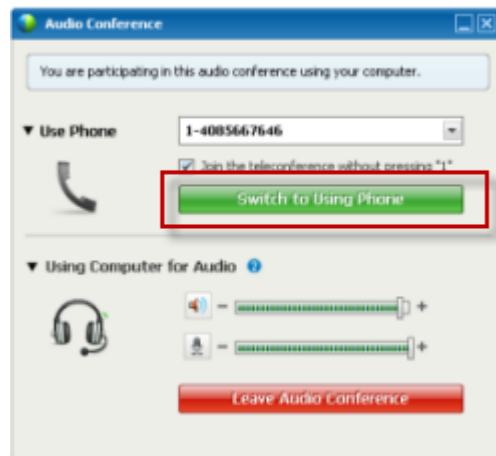 Audio Conference
You are participating in this audio conference using your computer.
Use Phone
1-4085667646
Join the teleconference without pressing "1"
Switch to Using Phone
Using Computer for Audio ?
- +
- +
Leave Audio Conference